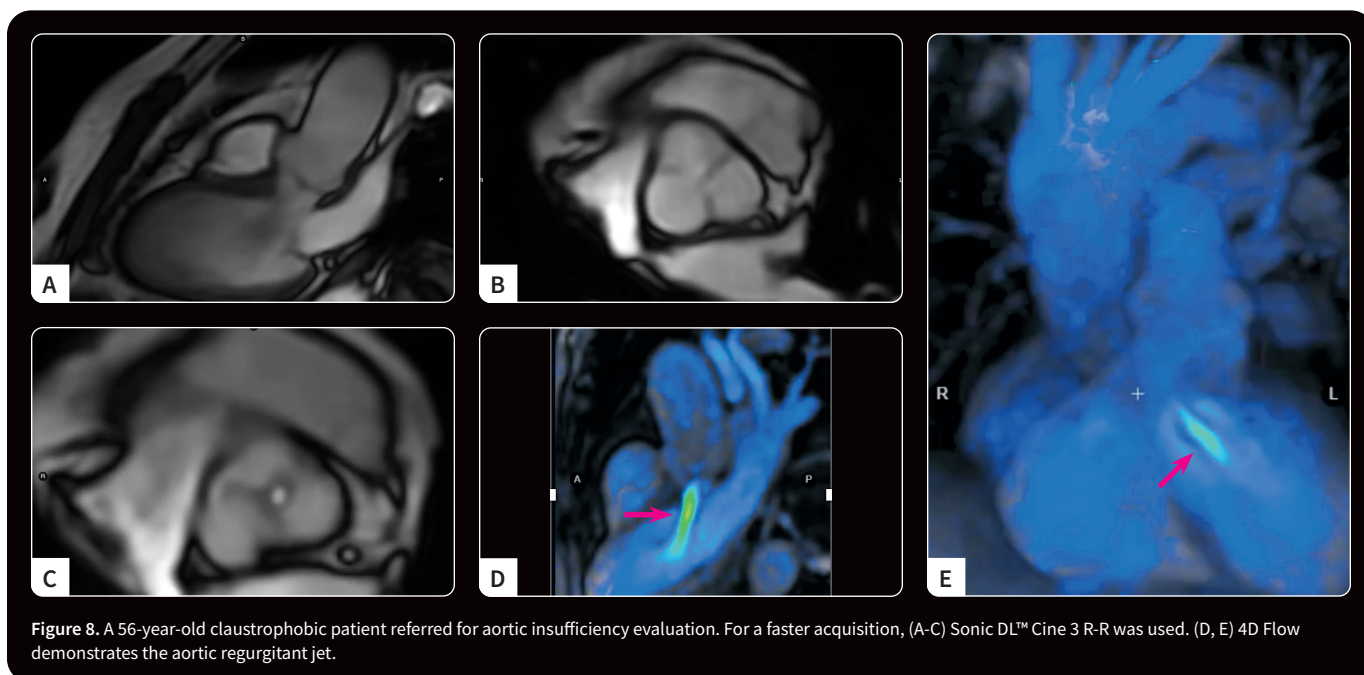 S
A
P
A
R
L
B
R
C
A
P
D
R
L
E
Figure 8. A 56-year-old claustrophobic patient referred for aortic insufficiency evaluation. For a faster acquisition, (A-C) Sonic DL™ Cine 3 R-R was used. (D, E) 4D Flow
demonstrates the aortic regurgitant jet.